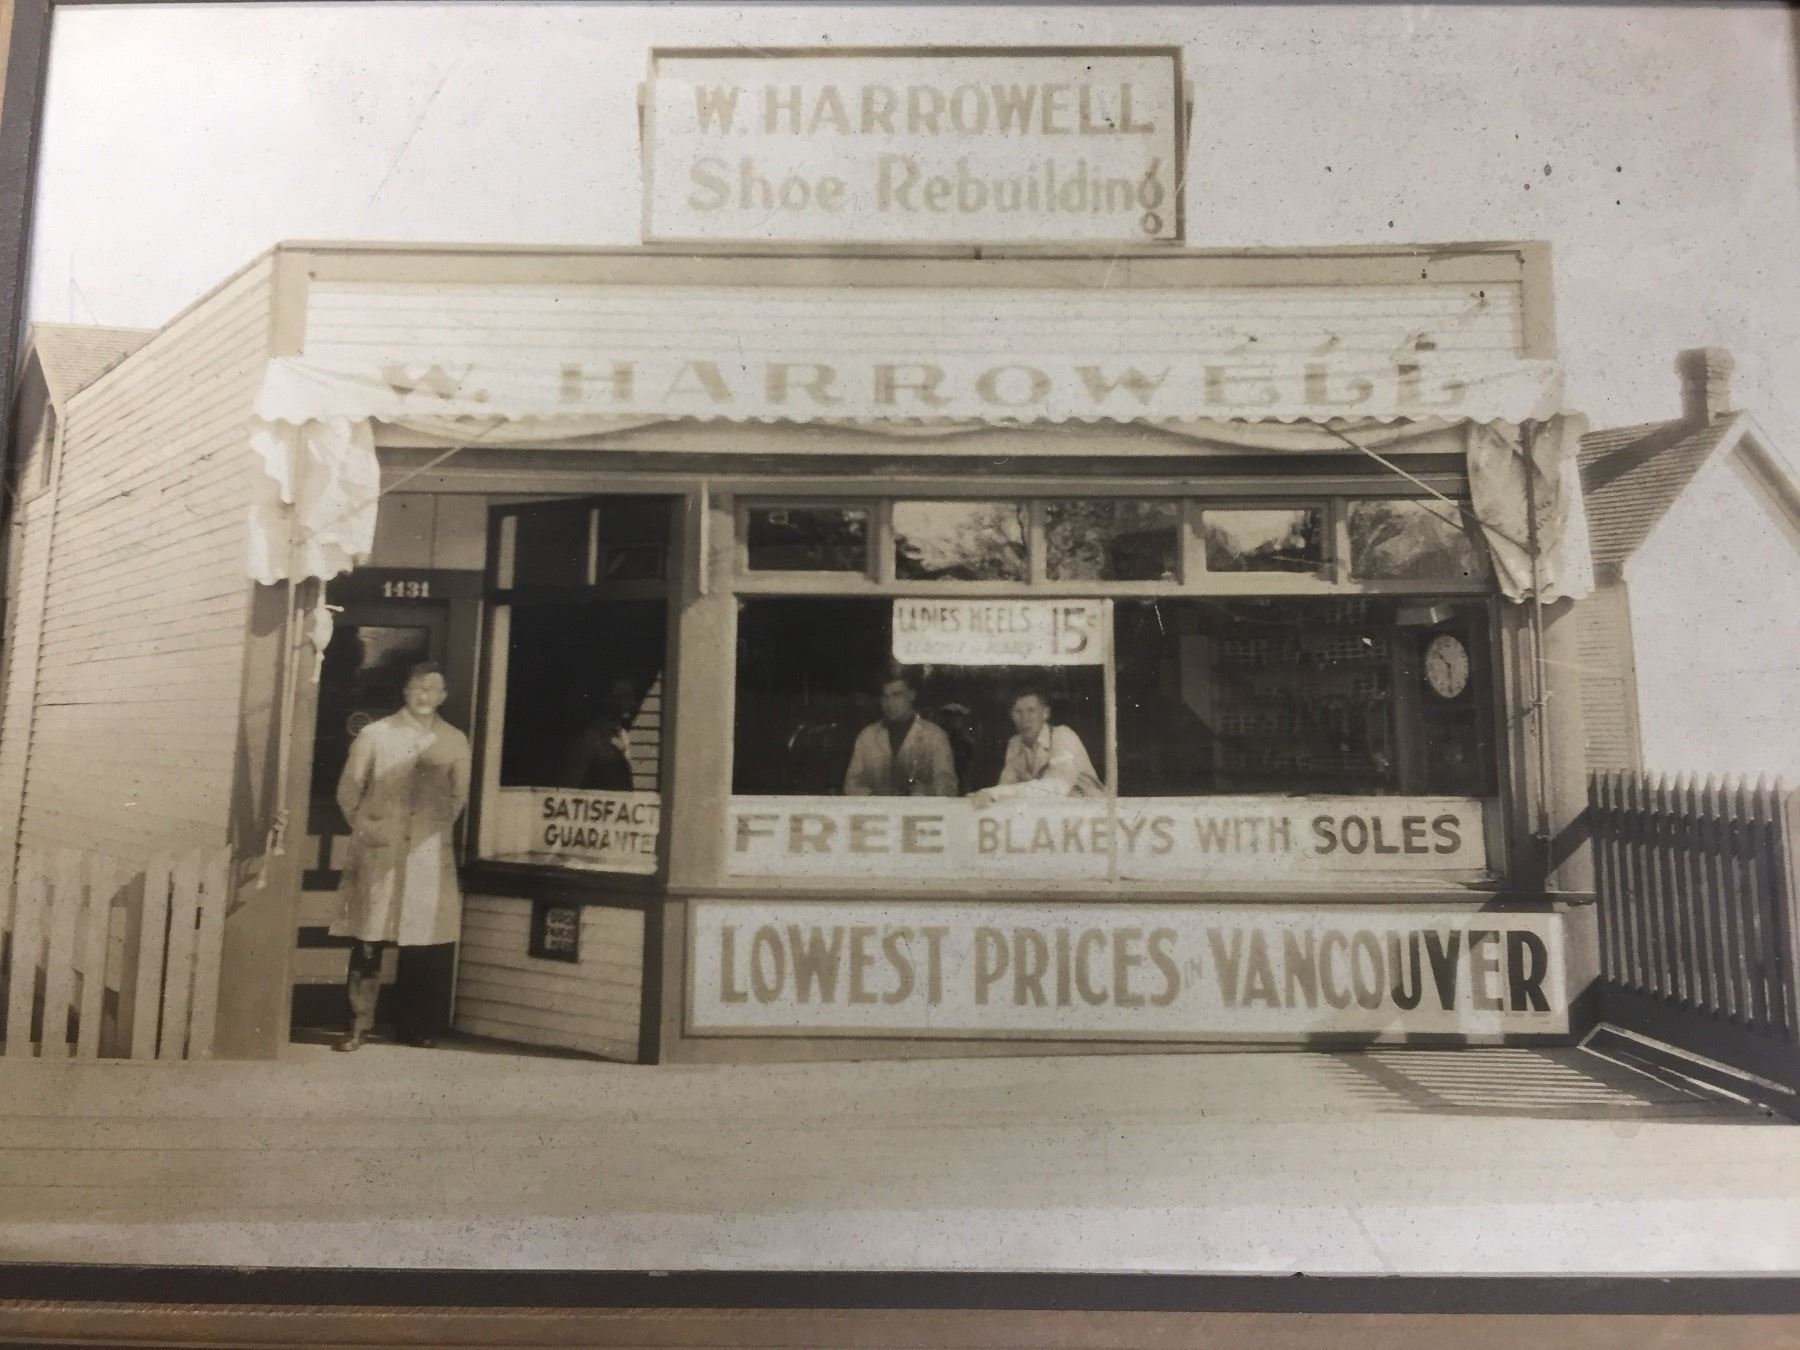 W. HARROWELL
Shoe Rebuilding
W. HARROWELL
1431
LADIES HEELS 15¢
SATISFACT
GUARANTE
FREE BLAKEYS WITH SOLES
LOWEST PRICES IN VANCOUVER